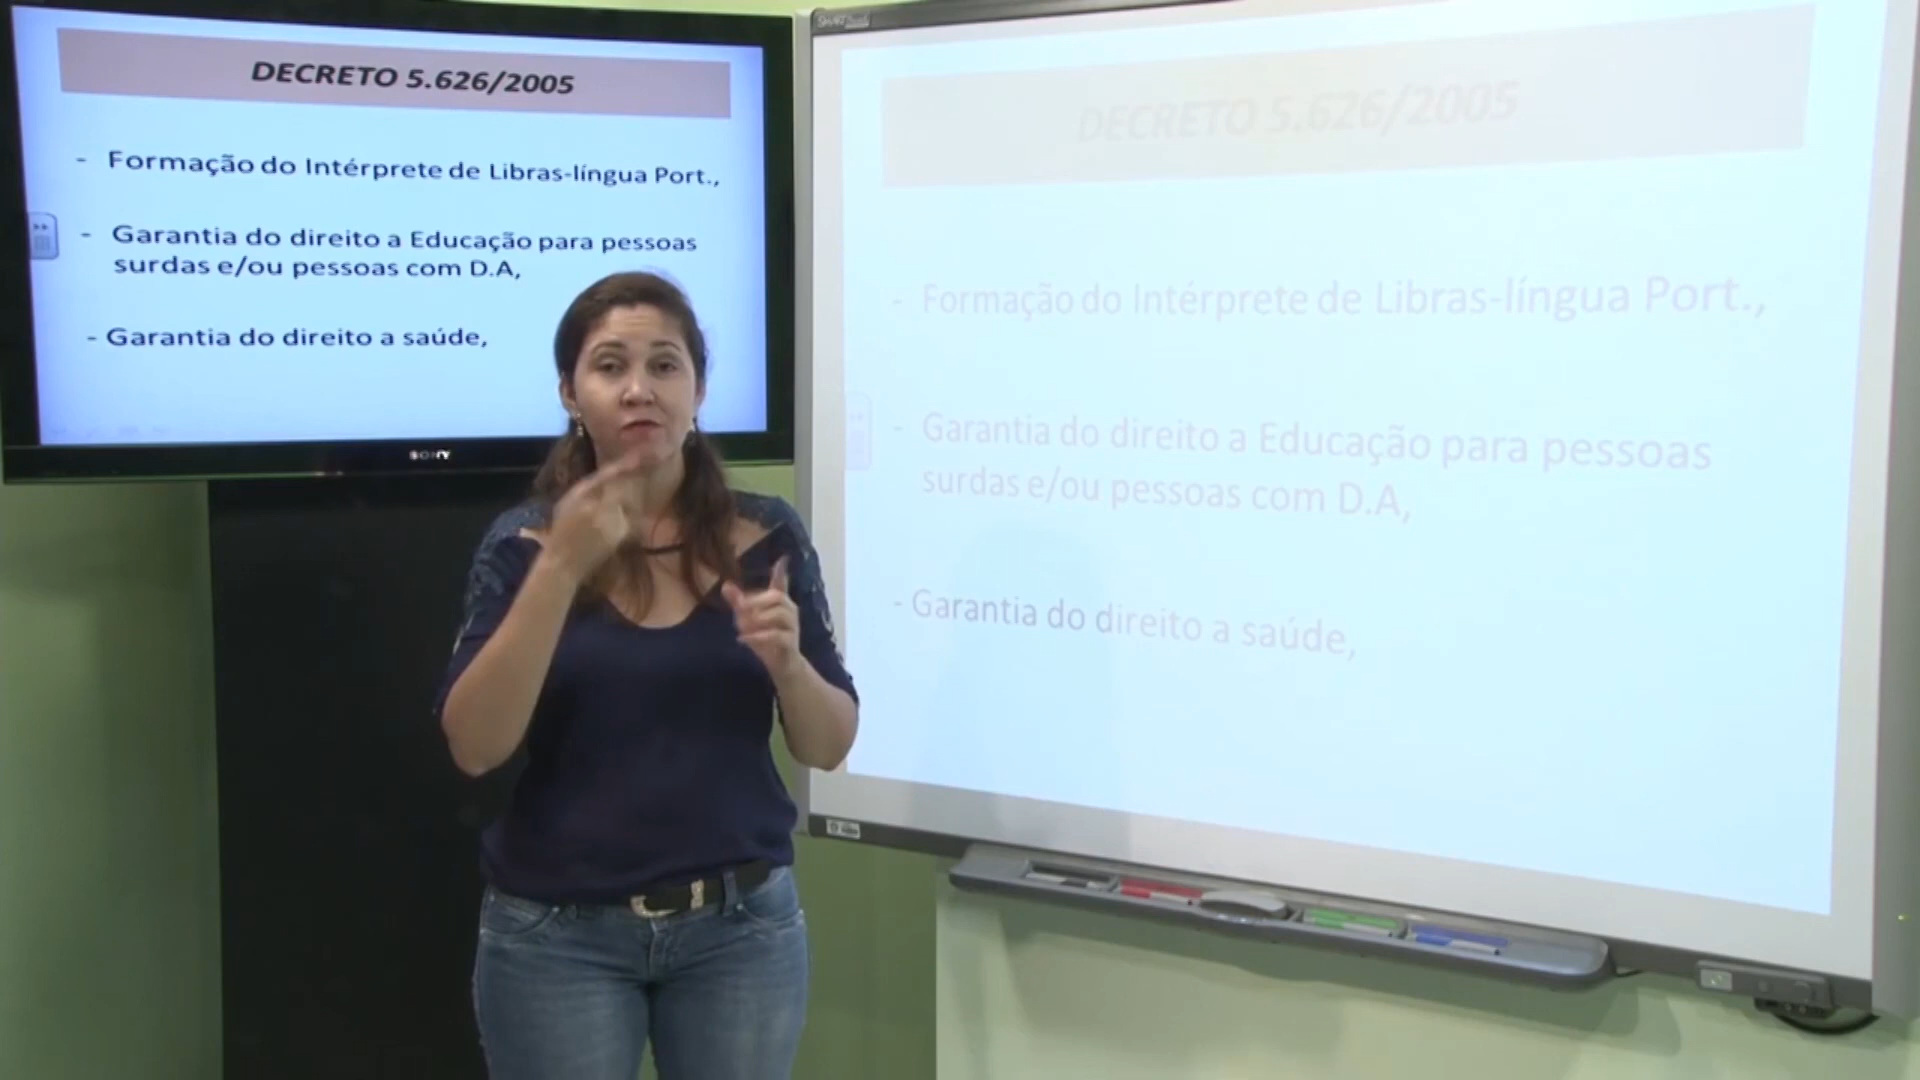 DECRETO 5.626/2005
- Formação do Intérprete de Libras-língua Port.,
- Garantia do direito a Educação para pessoas
surdas e/ou pessoas com D.A,
- Garantia do direito a saúde,
SONY
SMART Board
DECRETO 5.626/2005
- Formação do Intérprete de Libras-língua Port.,
- Garantia do direito a Educação para pessoas
surdas e/ou pessoas com D.A,
- Garantia do direito a saúde,